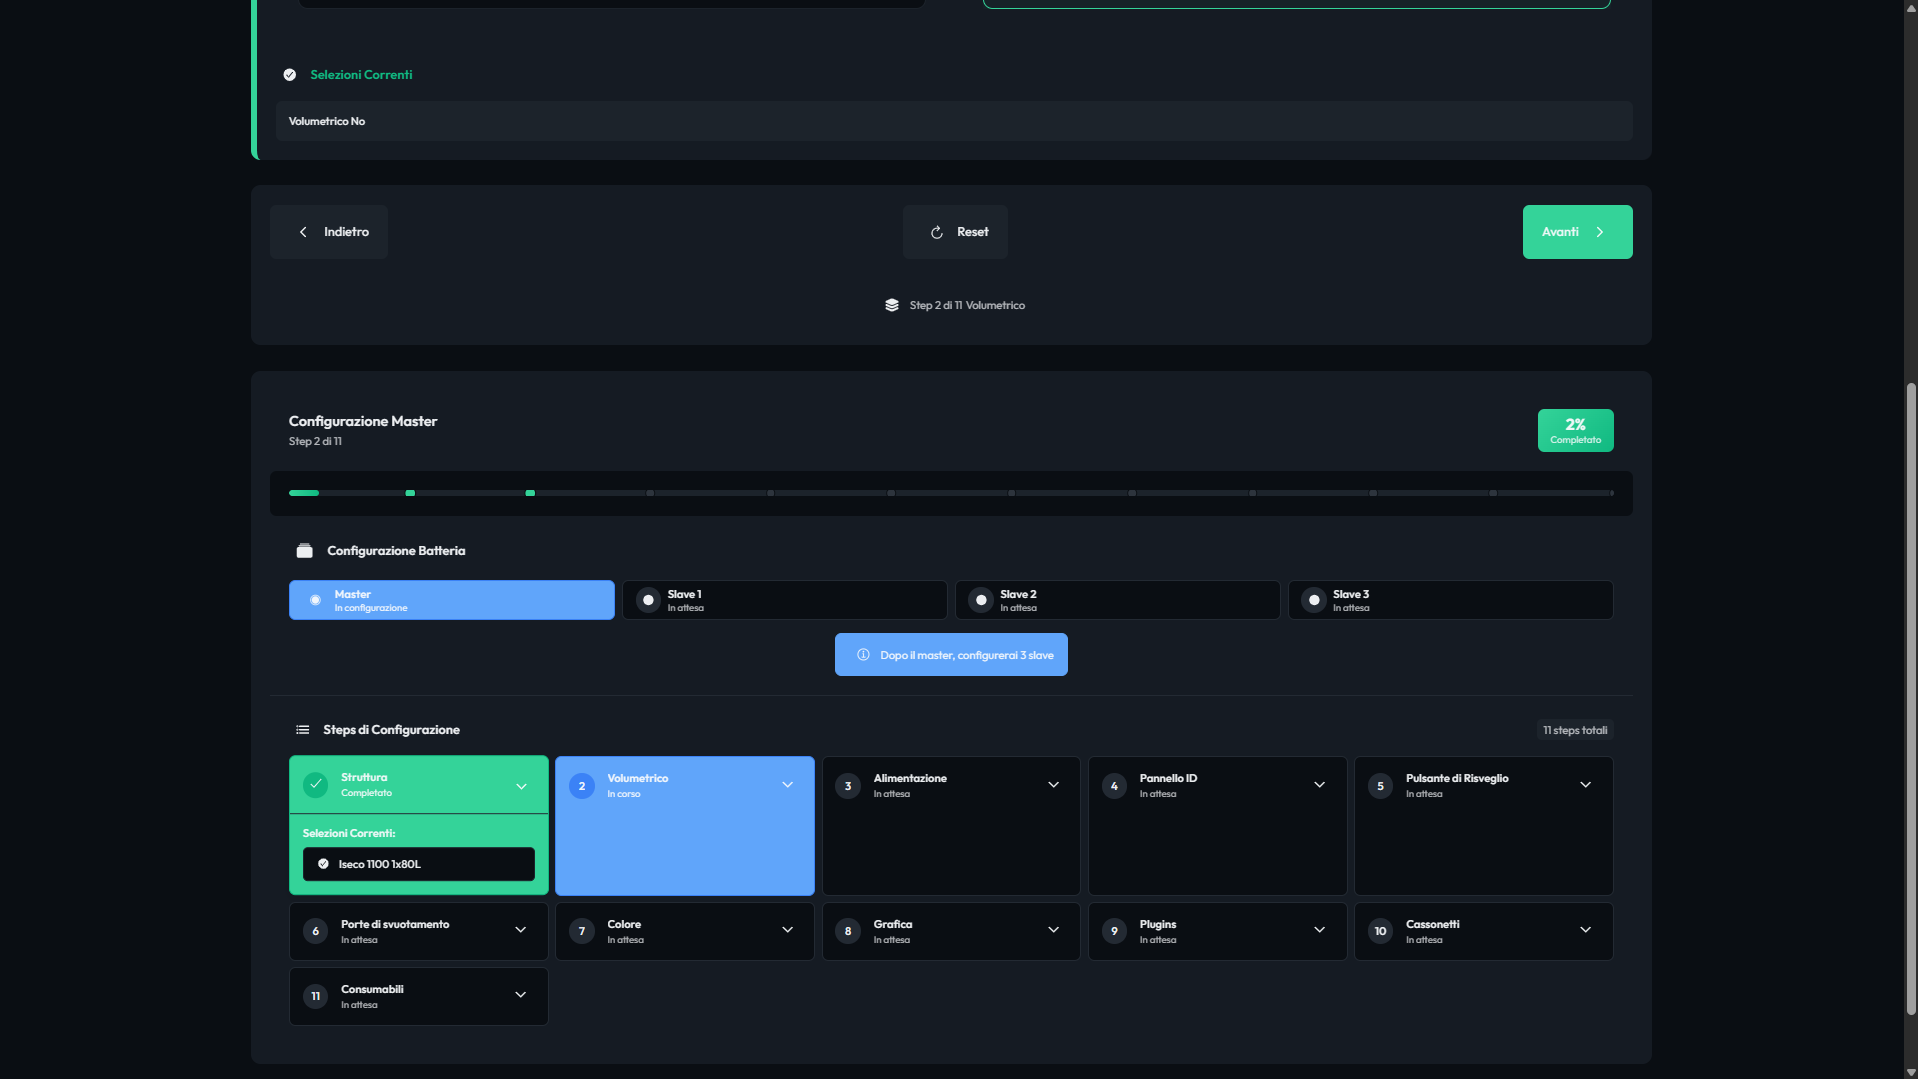 Selezioni Correnti
Volumetrico No
Indietro
Reset
Avanti
Step 2 di 11 Volumetrico
Configurazione Master
Step 2 di 11
2%
Completato
Configurazione Batteria
Master
In configurazione
Slave 1
In attesa
Slave 2
In attesa
Slave 3
In attesa
Dopo il master, configurerai 3 slave
Steps di Configurazione
11 steps totali
Struttura
Completato
Selezioni Correnti:
Iseco 1100 1x80L
2
Volumetrico
In corso
3
Alimentazione
In attesa
4
Pannello ID
In attesa
5
Pulsante di Risveglio
In attesa
6
Porte di svuotamento
In attesa
7
Colore
In attesa
8
Grafica
In attesa
9
Plugins
In attesa
10
Cassonetti
In attesa
11
Consumabili
In attesa